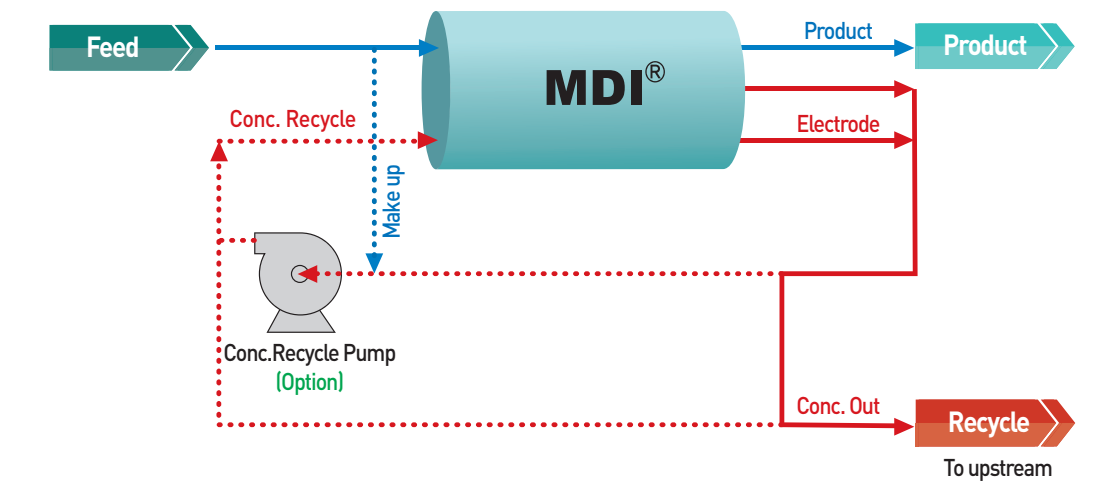 Feed
Product
Product
MDI®
Conc. Recycle
Electrode
Make up
Conc.Recycle Pump
(Option)
Conc. Out
Recycle
To upstream